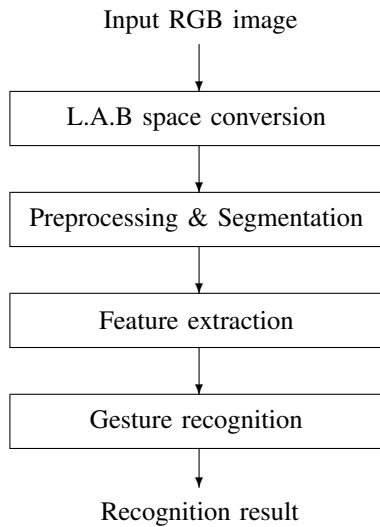 Input RGB image
L.A.B space conversion
Preprocessing & Segmentation
Feature extraction
Gesture recognition
Recognition result